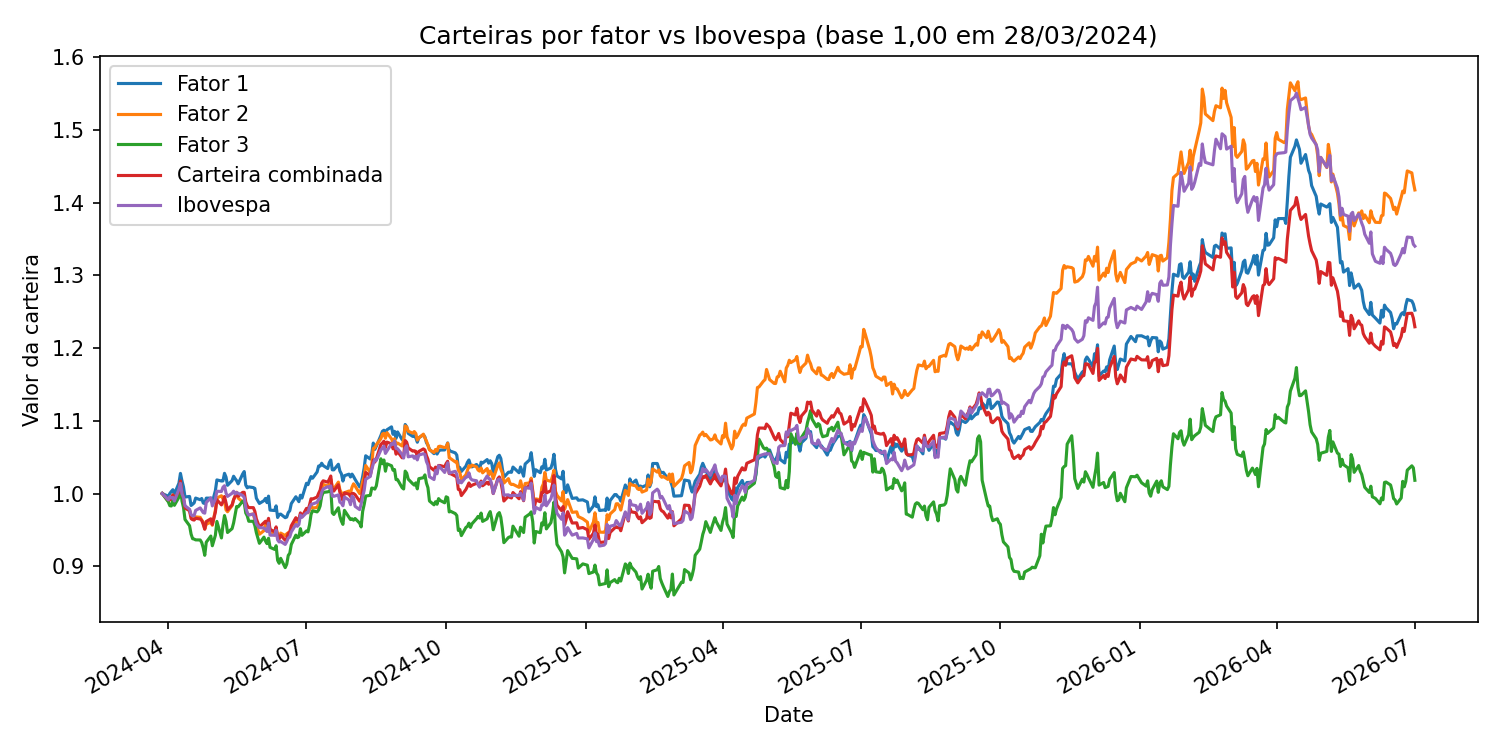 Carteiras por fator vs Ibovespa (base 1,00 em 28/03/2024)
Fator 1
Fator 2
Fator 3
Carteira combinada
Ibovespa
Valor da carteira
1.6
1.5
1.4
1.3
1.2
1.1
1.0
0.9
2024-04
2024-07
2024-10
2025-01
2025-04
2025-07
2025-10
2026-01
2026-04
2026-07
Date